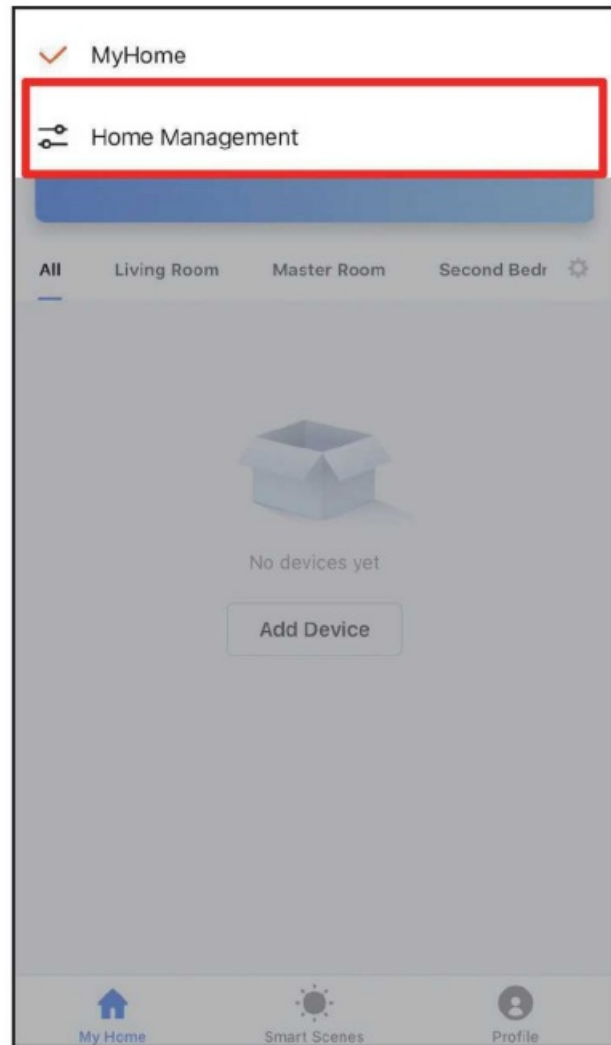 MyHome
Home Management
All Living Room Master Room Second Bedr
No devices yet
Add Device
My Home Smart Scenes Profile